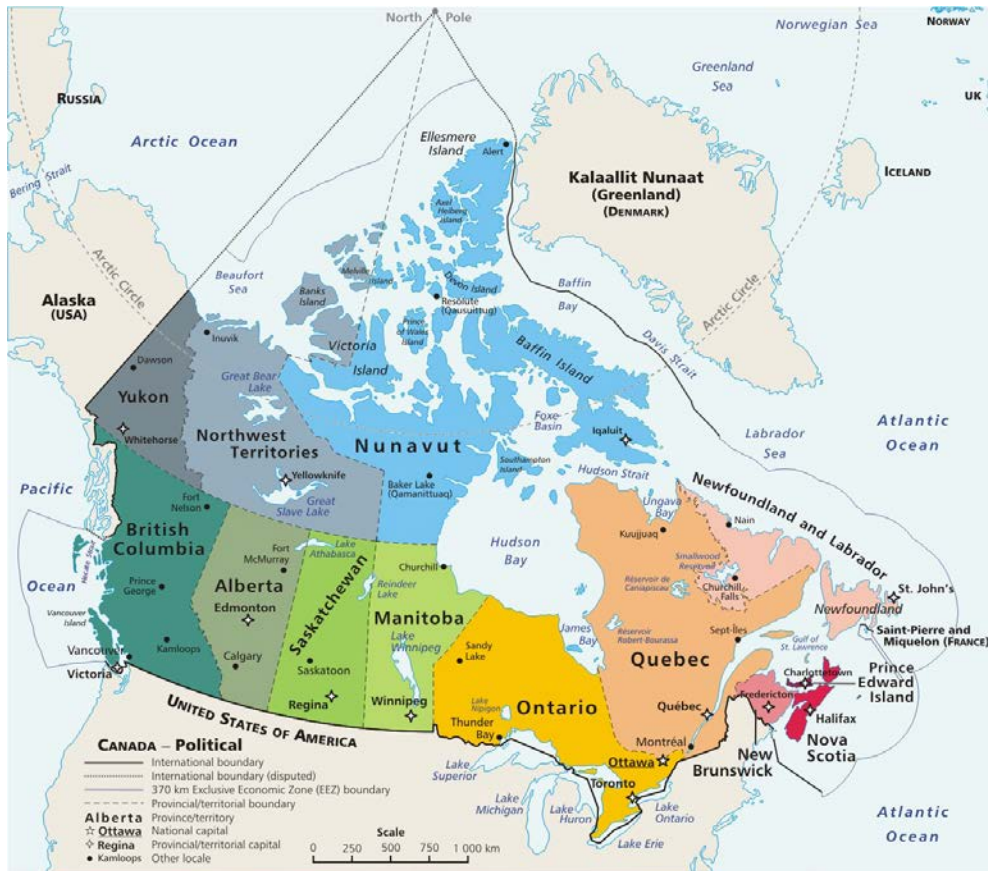 North Pole
Norwegian Sea
NORWAY
Greenland Sea
RUSSIA
UK
Arctic Ocean
Ellesmere Island
Alert
Bering Strait
Kalaallit Nunaat
(Greenland)
(DENMARK)
ICELAND
Axel Heiberg Island
Arctic Circle
Beaufort Sea
Melville Island
Devon Island
Baffin Bay
Arctic Circle
Alaska
(USA)
Banks Island
Resolute
(Qausuittuq)
Prince of Wales Island
Victoria Island
Davis Strait
Inuvik
Baffin Island
Dawson
Great Bear Lake
Yukon
Foxe Basin
Atlantic Ocean
Whitehorse
Northwest Territories
Nunavut
Iqaluit
Labrador Sea
Yellowknife
Baker Lake
(Qamanittuaq)
Southampton Island
Hudson Strait
Pacific Ocean
Great Slave Lake
Newfoundland and Labrador
Fort Nelson
Ungava Bay
Nain
British Columbia
Lake Athabasca
Hudson Bay
Kuujjuaq
Fort McMurray
Smallwood Reservoir
Churchill
Reindeer Lake
Réservoir de Caniapiscau
Churchill Falls
Prince George
Alberta
Edmonton
Saskatchewan
St. John's
Newfoundland
Vancouver Island
Manitoba
Lake Winnipeg
James Bay
Réservoir Robert-Bourassa
Sept-Îles
Saint-Pierre and Miquelon (FRANCE)
Kamloops
Sandy Lake
Gulf of St. Lawrence
Vancouver
Calgary
Saskatoon
Quebec
Charlottetown
Prince Edward Island
Victoria
Regina
Winnipeg
Lake Nipigon
Ontario
Québec
Fredericton
Halifax
UNITED STATES OF AMERICA
Thunder Bay
Montréal
New Brunswick
Nova Scotia
Ottawa
Lake Superior
Toronto
Lake Michigan
Lake Huron
Lake Ontario
Lake Erie
Atlantic Ocean
CANADA – Political
International boundary
International boundary (disputed)
370 km Exclusive Economic Zone (EEZ) boundary
Provincial/territorial boundary
Alberta Province/territory
Ottawa National capital
Regina Provincial/territorial capital
Kamloops Other locale
Scale
0 250 500 750 1 000 km